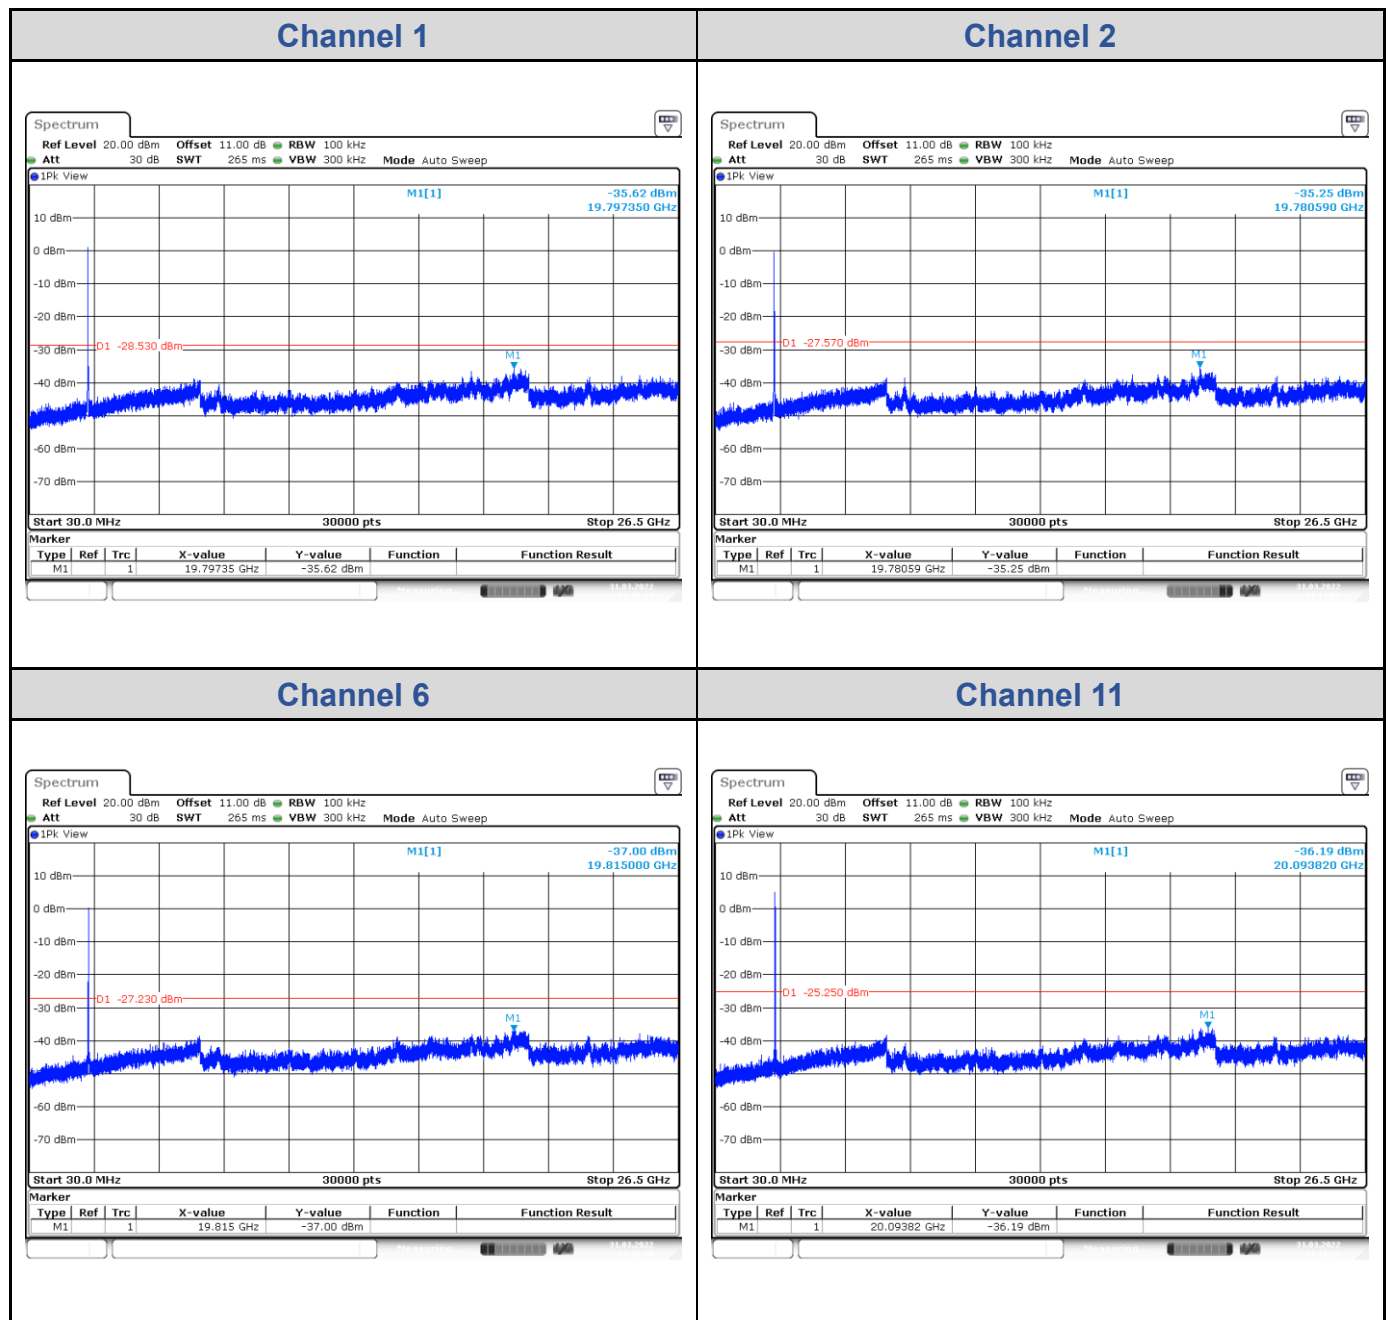 Channel 1
Spectrum
Ref Level 20.00 dBm Offset 11.00 dB RBW 100 kHz
Att 30 dB SWT 265 ms VBW 300 kHz Mode Auto Sweep
1Pk View
M1[1] -35.62 dBm
19.797350 GHz
10 dBm
0 dBm
-10 dBm
-20 dBm
D1 -28.530 dBm
-30 dBm
M1
-40 dBm
-60 dBm
-70 dBm
Start 30.0 MHz 30000 pts Stop 26.5 GHz
Marker
Type Ref Trc X-value Y-value Function Function Result
M1 1 19.79735 GHz -35.62 dBm
Measuring...
31.03.2022
Channel 2
Spectrum
Ref Level 20.00 dBm Offset 11.00 dB RBW 100 kHz
Att 30 dB SWT 265 ms VBW 300 kHz Mode Auto Sweep
1Pk View
M1[1] -35.25 dBm
19.780590 GHz
10 dBm
0 dBm
-10 dBm
-20 dBm
D1 -27.570 dBm
-30 dBm
M1
-40 dBm
-60 dBm
-70 dBm
Start 30.0 MHz 30000 pts Stop 26.5 GHz
Marker
Type Ref Trc X-value Y-value Function Function Result
M1 1 19.78059 GHz -35.25 dBm
Measuring...
31.03.2022
Channel 6
Spectrum
Ref Level 20.00 dBm Offset 11.00 dB RBW 100 kHz
Att 30 dB SWT 265 ms VBW 300 kHz Mode Auto Sweep
1Pk View
M1[1] -37.00 dBm
19.815000 GHz
10 dBm
0 dBm
-10 dBm
-20 dBm
D1 -27.230 dBm
-30 dBm
M1
-40 dBm
-60 dBm
-70 dBm
Start 30.0 MHz 30000 pts Stop 26.5 GHz
Marker
Type Ref Trc X-value Y-value Function Function Result
M1 1 19.815 GHz -37.00 dBm
Measuring...
31.03.2022
Channel 11
Spectrum
Ref Level 20.00 dBm Offset 11.00 dB RBW 100 kHz
Att 30 dB SWT 265 ms VBW 300 kHz Mode Auto Sweep
1Pk View
M1[1] -36.19 dBm
20.093820 GHz
10 dBm
0 dBm
-10 dBm
-20 dBm
D1 -25.250 dBm
-30 dBm
M1
-40 dBm
-60 dBm
-70 dBm
Start 30.0 MHz 30000 pts Stop 26.5 GHz
Marker
Type Ref Trc X-value Y-value Function Function Result
M1 1 20.09382 GHz -36.19 dBm
Measuring...
31.03.2022